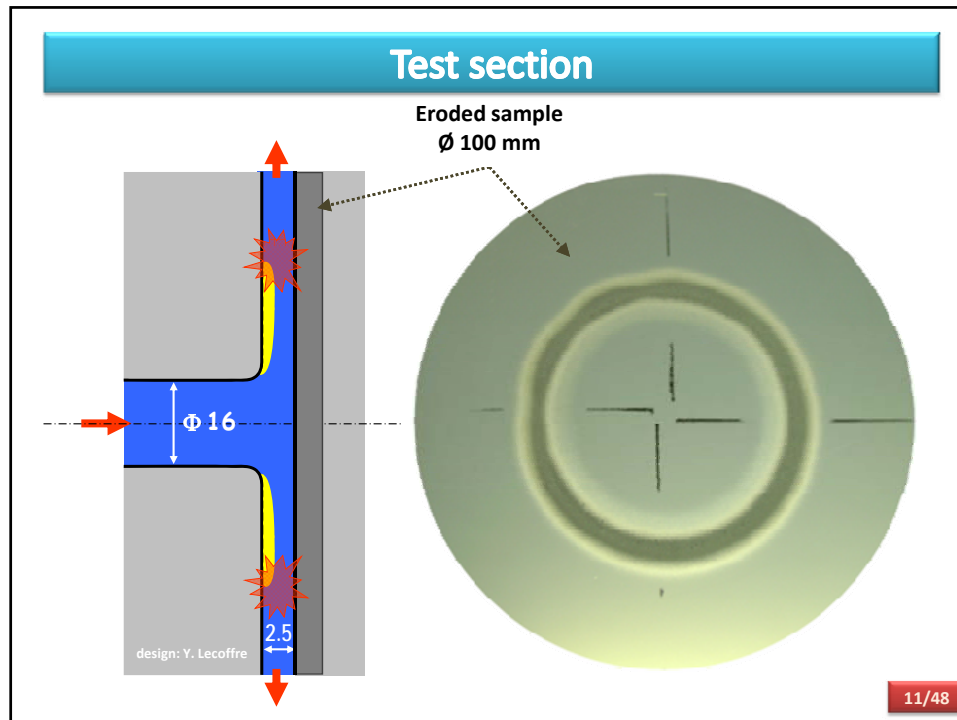 Test section
Eroded sample
Ø 100 mm
Φ 16
2.5
design: Y. Lecoffre
11/48